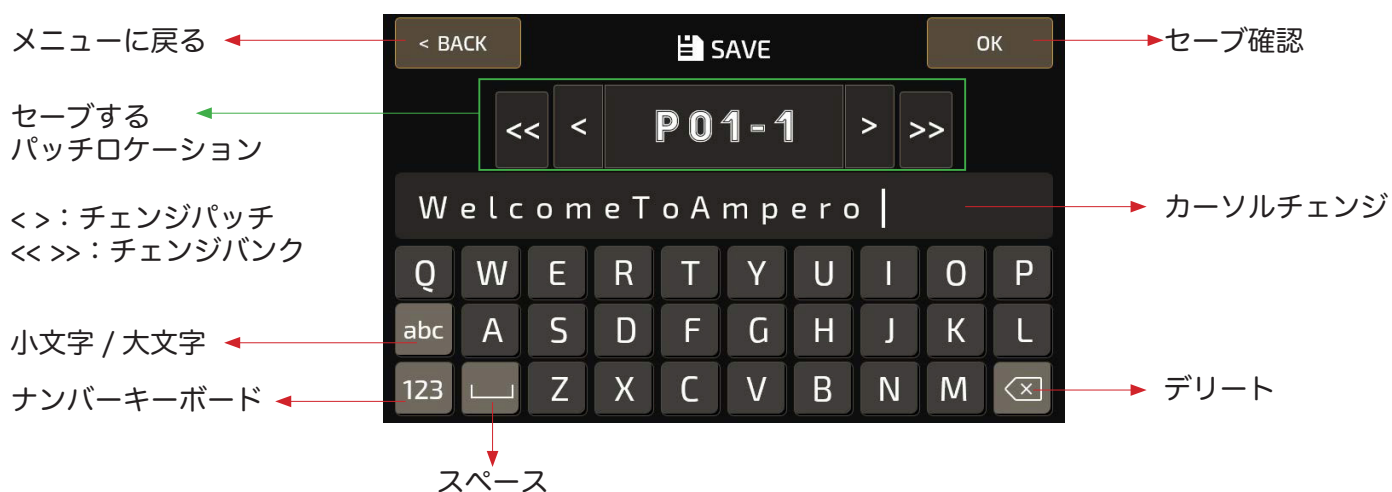 メニューに戻る
< BACK
SAVE
OK
セーブ確認
セーブする
パッチロケーション
<< < P01-1 > >>
< >：チェンジパッチ
<< >>：チェンジバンク
WelcomeToAmpero
カーソルチェンジ
Q W E R T Y U I O P
小文字 / 大文字
abc A S D F G H J K L
ナンバーキーボード
123 Z X C V B N M
デリート
スペース